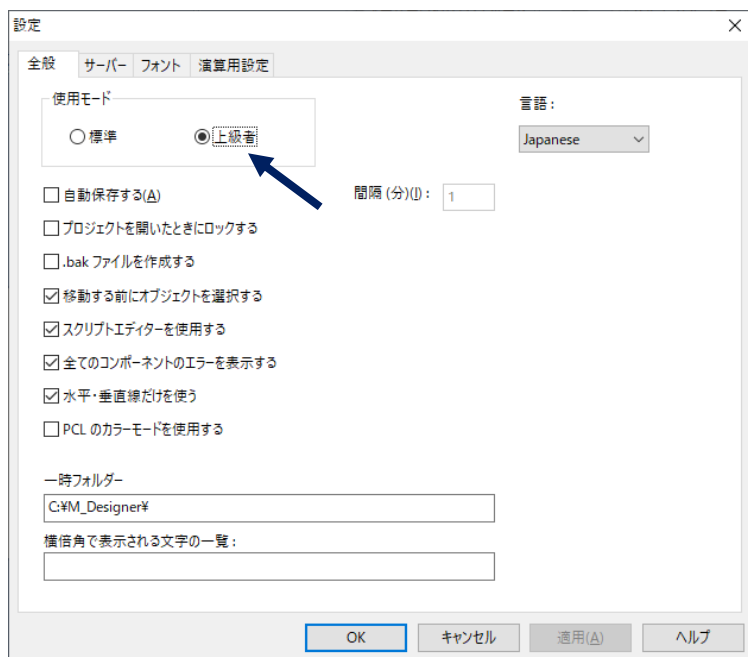 設定
全般 サーバー フォント 演算用設定
使用モード
標準 上級者
言語:
Japanese
自動保存する(A) 間隔 (分)(I): 1
プロジェクトを開いたときにロックする
.bak ファイルを作成する
移動する前にオブジェクトを選択する
スクリプトエディターを使用する
全てのコンポーネントのエラーを表示する
水平・垂直線だけを使う
PCL のカラーモードを使用する
一時フォルダー
C:¥M_Designer¥
横倍角で表示される文字の一覧:
OK キャンセル 適用(A) ヘルプ